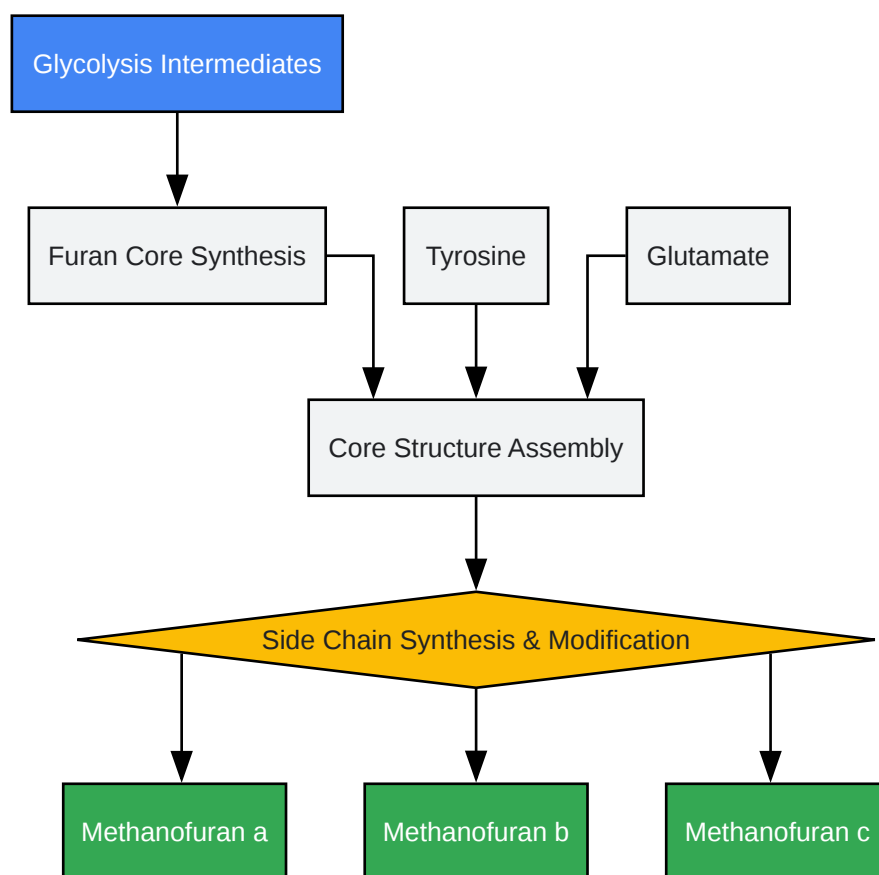 Glycolysis Intermediates
Furan Core Synthesis
Tyrosine
Glutamate
Core Structure Assembly
Side Chain Synthesis & Modification
Methanofuran a
Methanofuran b
Methanofuran c